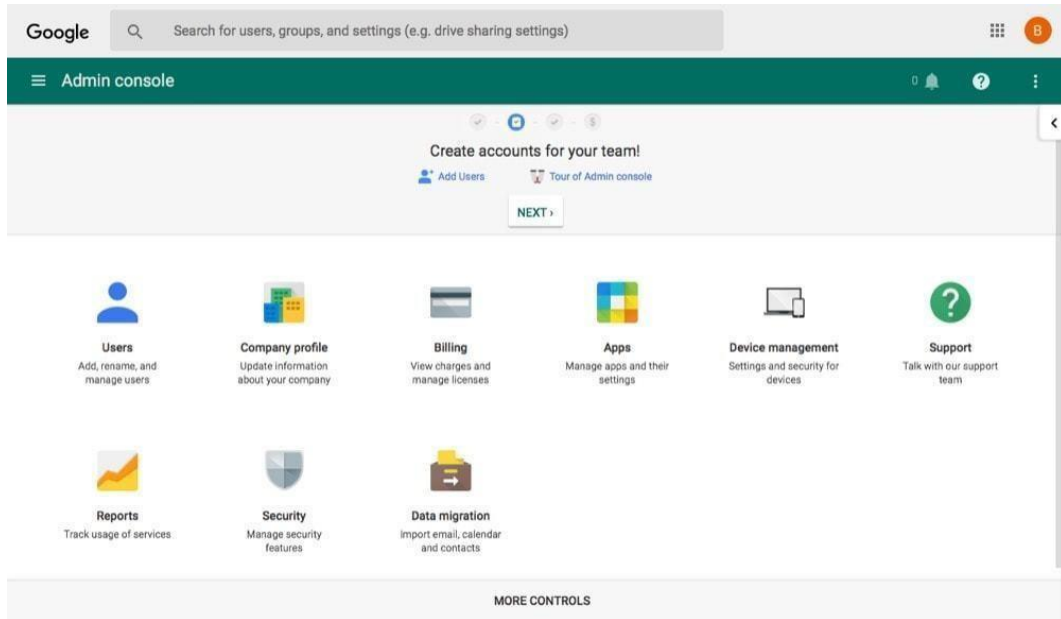 Google
Search for users, groups, and settings (e.g. drive sharing settings)
B
Admin console
0
?
$
Create accounts for your team!
Add Users
Tour of Admin console
NEXT ›
Users
Add, rename, and
manage users
Company profile
Update information
about your company
Billing
View charges and
manage licenses
Apps
Manage apps and their
settings
Device management
Settings and security for
devices
?
Support
Talk with our support
team
Reports
Track usage of services
Security
Manage security
features
Data migration
Import email, calendar
and contacts
MORE CONTROLS